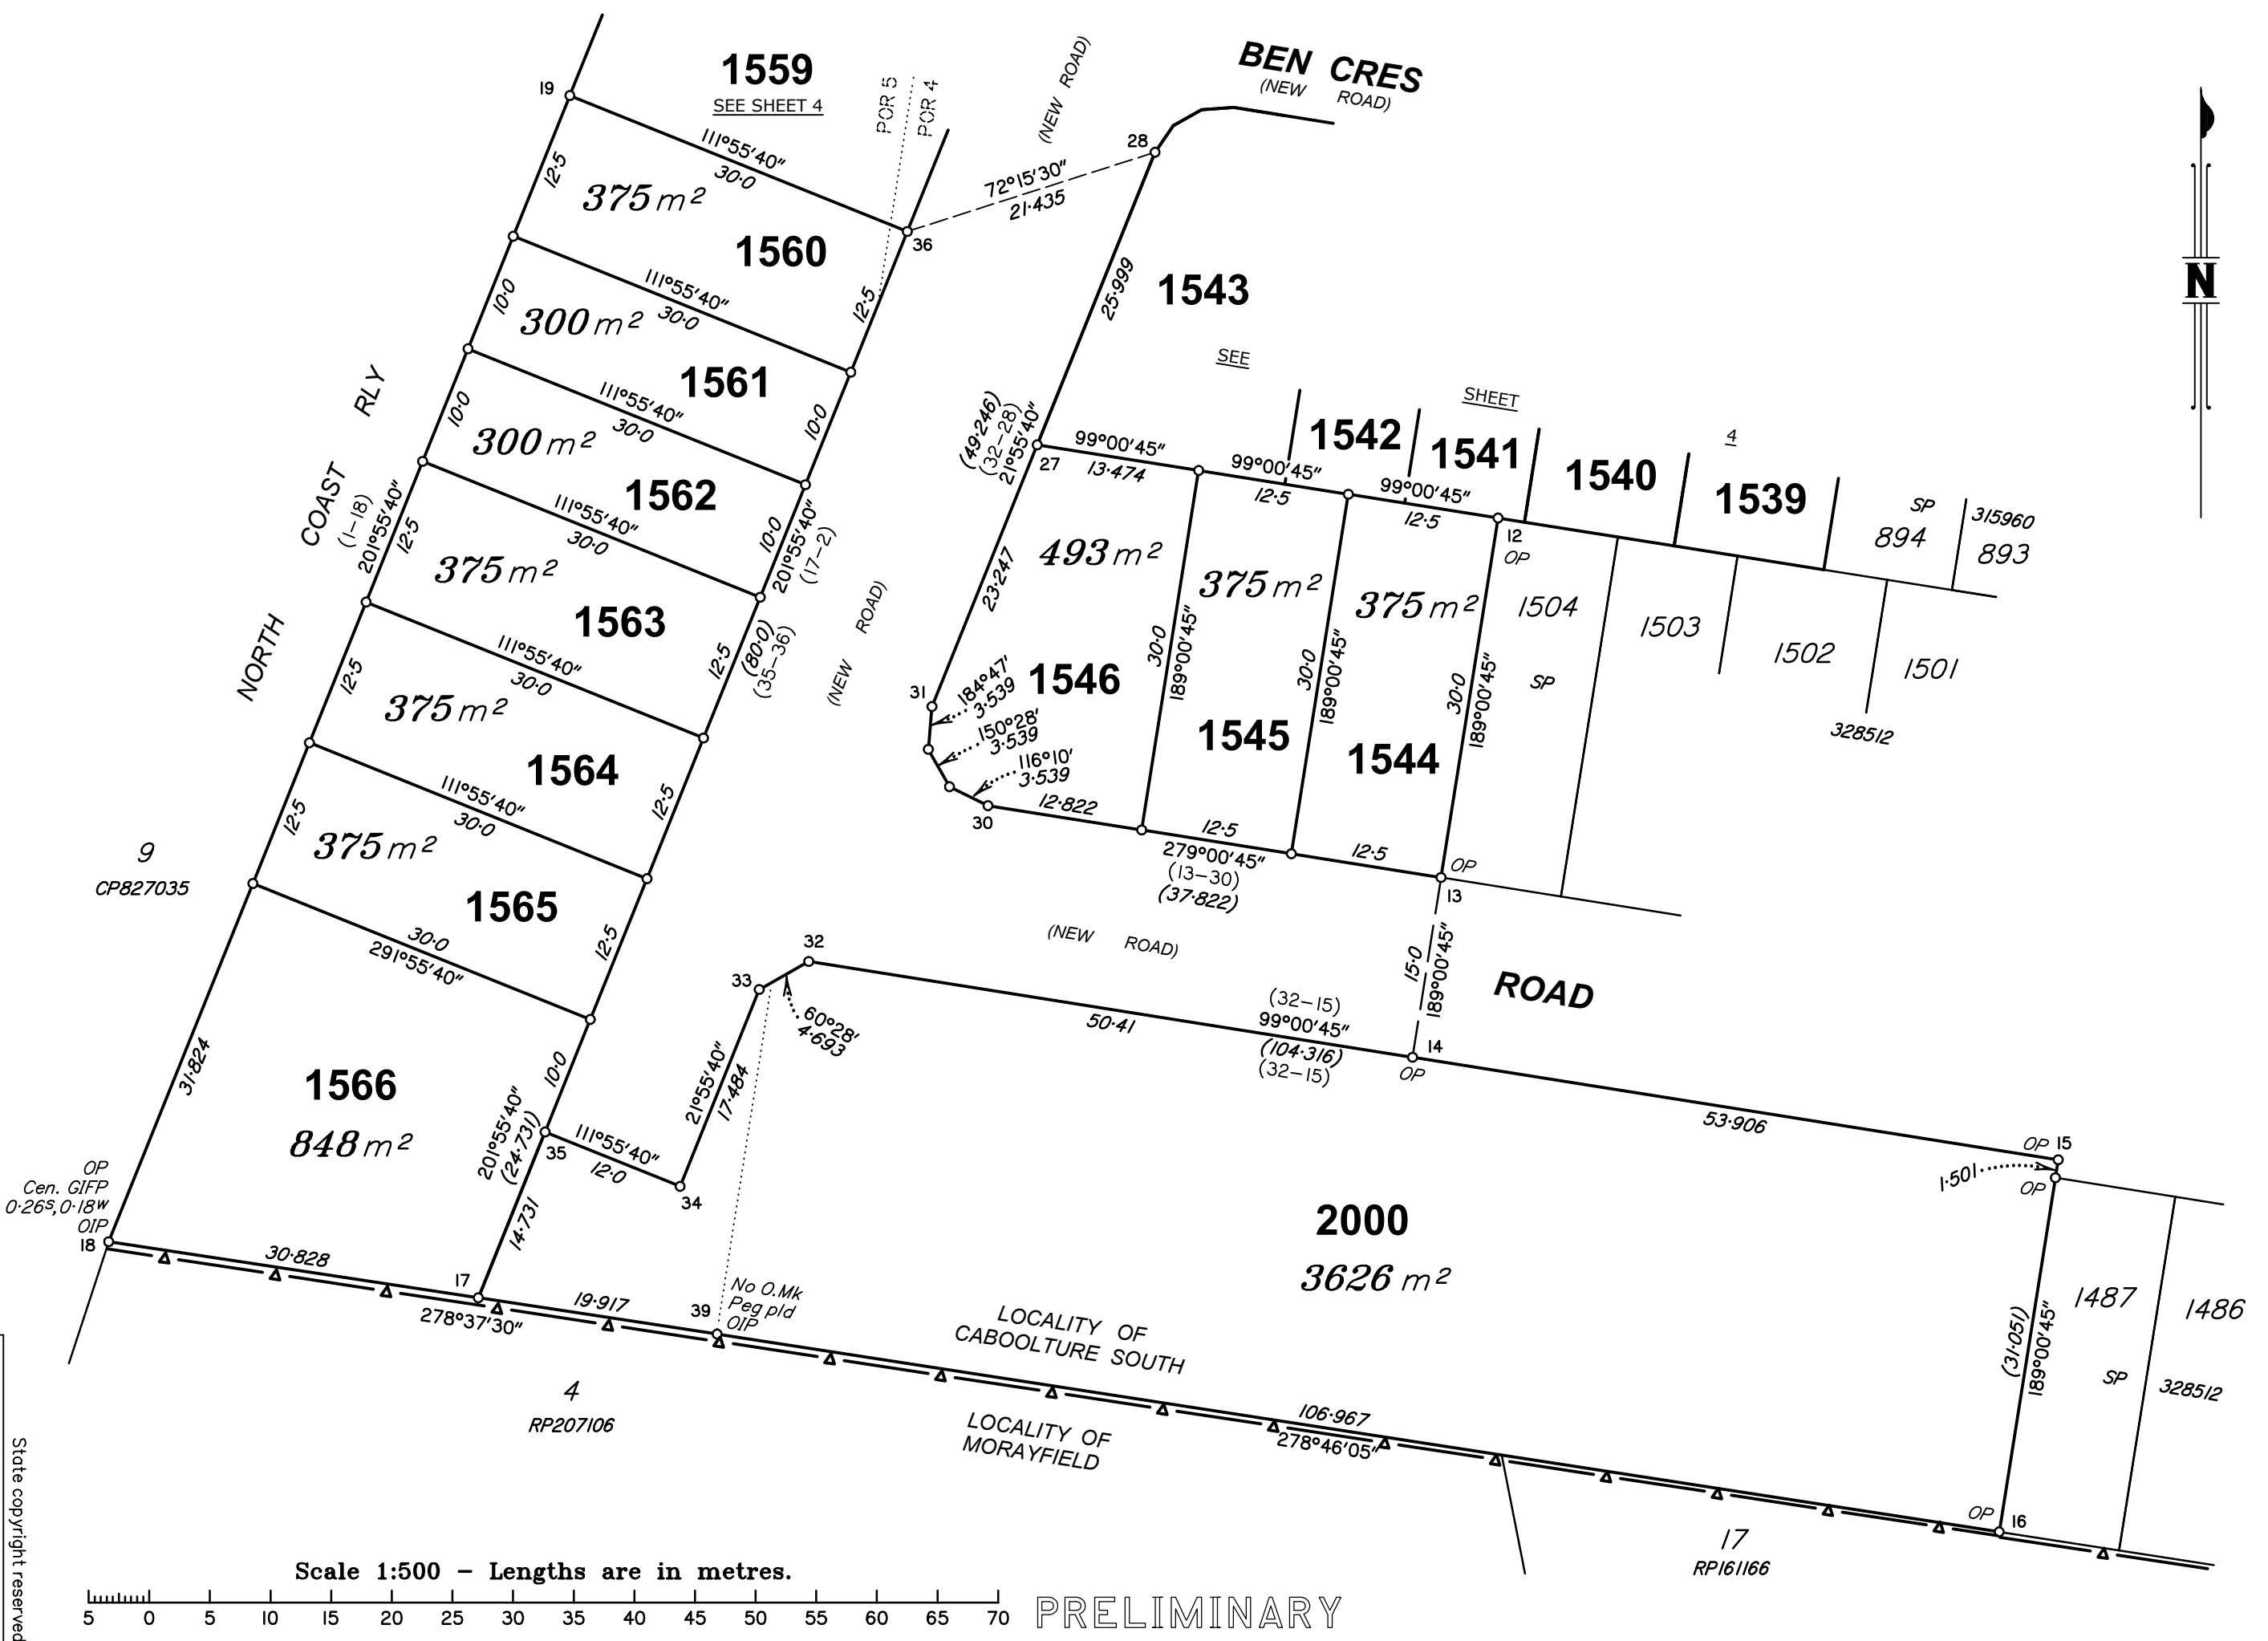 1559
SEE SHEET 4
POR 5
POR 4
(NEW ROAD)
BEN CRES
(NEW ROAD)
19
28
36
111°55′40″
30·0
72°15′30″
21·435
12·5
375 m²
1560
12·5
25·999
1543
N
111°55′40″
30·0
10·0
300 m²
1561
10·0
SEE
SHEET
4
111°55′40″
30·0
10·0
300 m²
1562
10·0
(49·246)
(32–28)
21°55′40″
27
99°00′45″
13·474
99°00′45″
12·5
99°00′45″
12·5
1542
1541
1540
1539
SP
894
315960
893
12
OP
NORTH COAST RLY
(1–18)
201°55′40″
12·5
111°55′40″
30·0
375 m²
1563
201°55′40″
(17–2)
12·5
(80·0)
(35–36)
(NEW ROAD)
23·247
493 m²
375 m²
375 m²
1504
1503
1502
1501
SP
328512
111°55′40″
30·0
12·5
375 m²
1564
12·5
31
184°47′
3·539
150°28′
3·539
116°10′
3·539
1546
30·0
189°00′45″
1545
30·0
189°00′45″
1544
30·0
189°00′45″
30
12·822
12·5
12·5
279°00′45″
(13–30)
(37·822)
OP
13
111°55′40″
30·0
12·5
375 m²
1565
12·5
9
CP827035
30·0
291°55′40″
(NEW ROAD)
15·0
189°00′45″
ROAD
32
33
60°28′
4·693
50·41
(32–15)
99°00′45″
(104·316)
(32–15)
14
OP
53·906
OP 15
1·501
OP
31·824
1566
848 m²
10·0
201°55′40″
(24·731)
35
111°55′40″
12·0
34
21°55′40″
17·484
14·731
OP
Cen. GIFP
0·26S,0·18W
OIP
18
30·828
17
278°37′30″
19·917
39
No O.Mk
Peg pld
OIP
2000
3626 m²
(31·051)
189°00′45″
1487
1486
SP
328512
LOCALITY OF
CABOOLTURE SOUTH
LOCALITY OF
MORAYFIELD
4
RP207106
106·967
278°46′05″
OP
16
17
RP161166
State copyright reserved
Scale 1:500 – Lengths are in metres.
5 0 5 10 15 20 25 30 35 40 45 50 55 60 65 70
PRELIMINARY